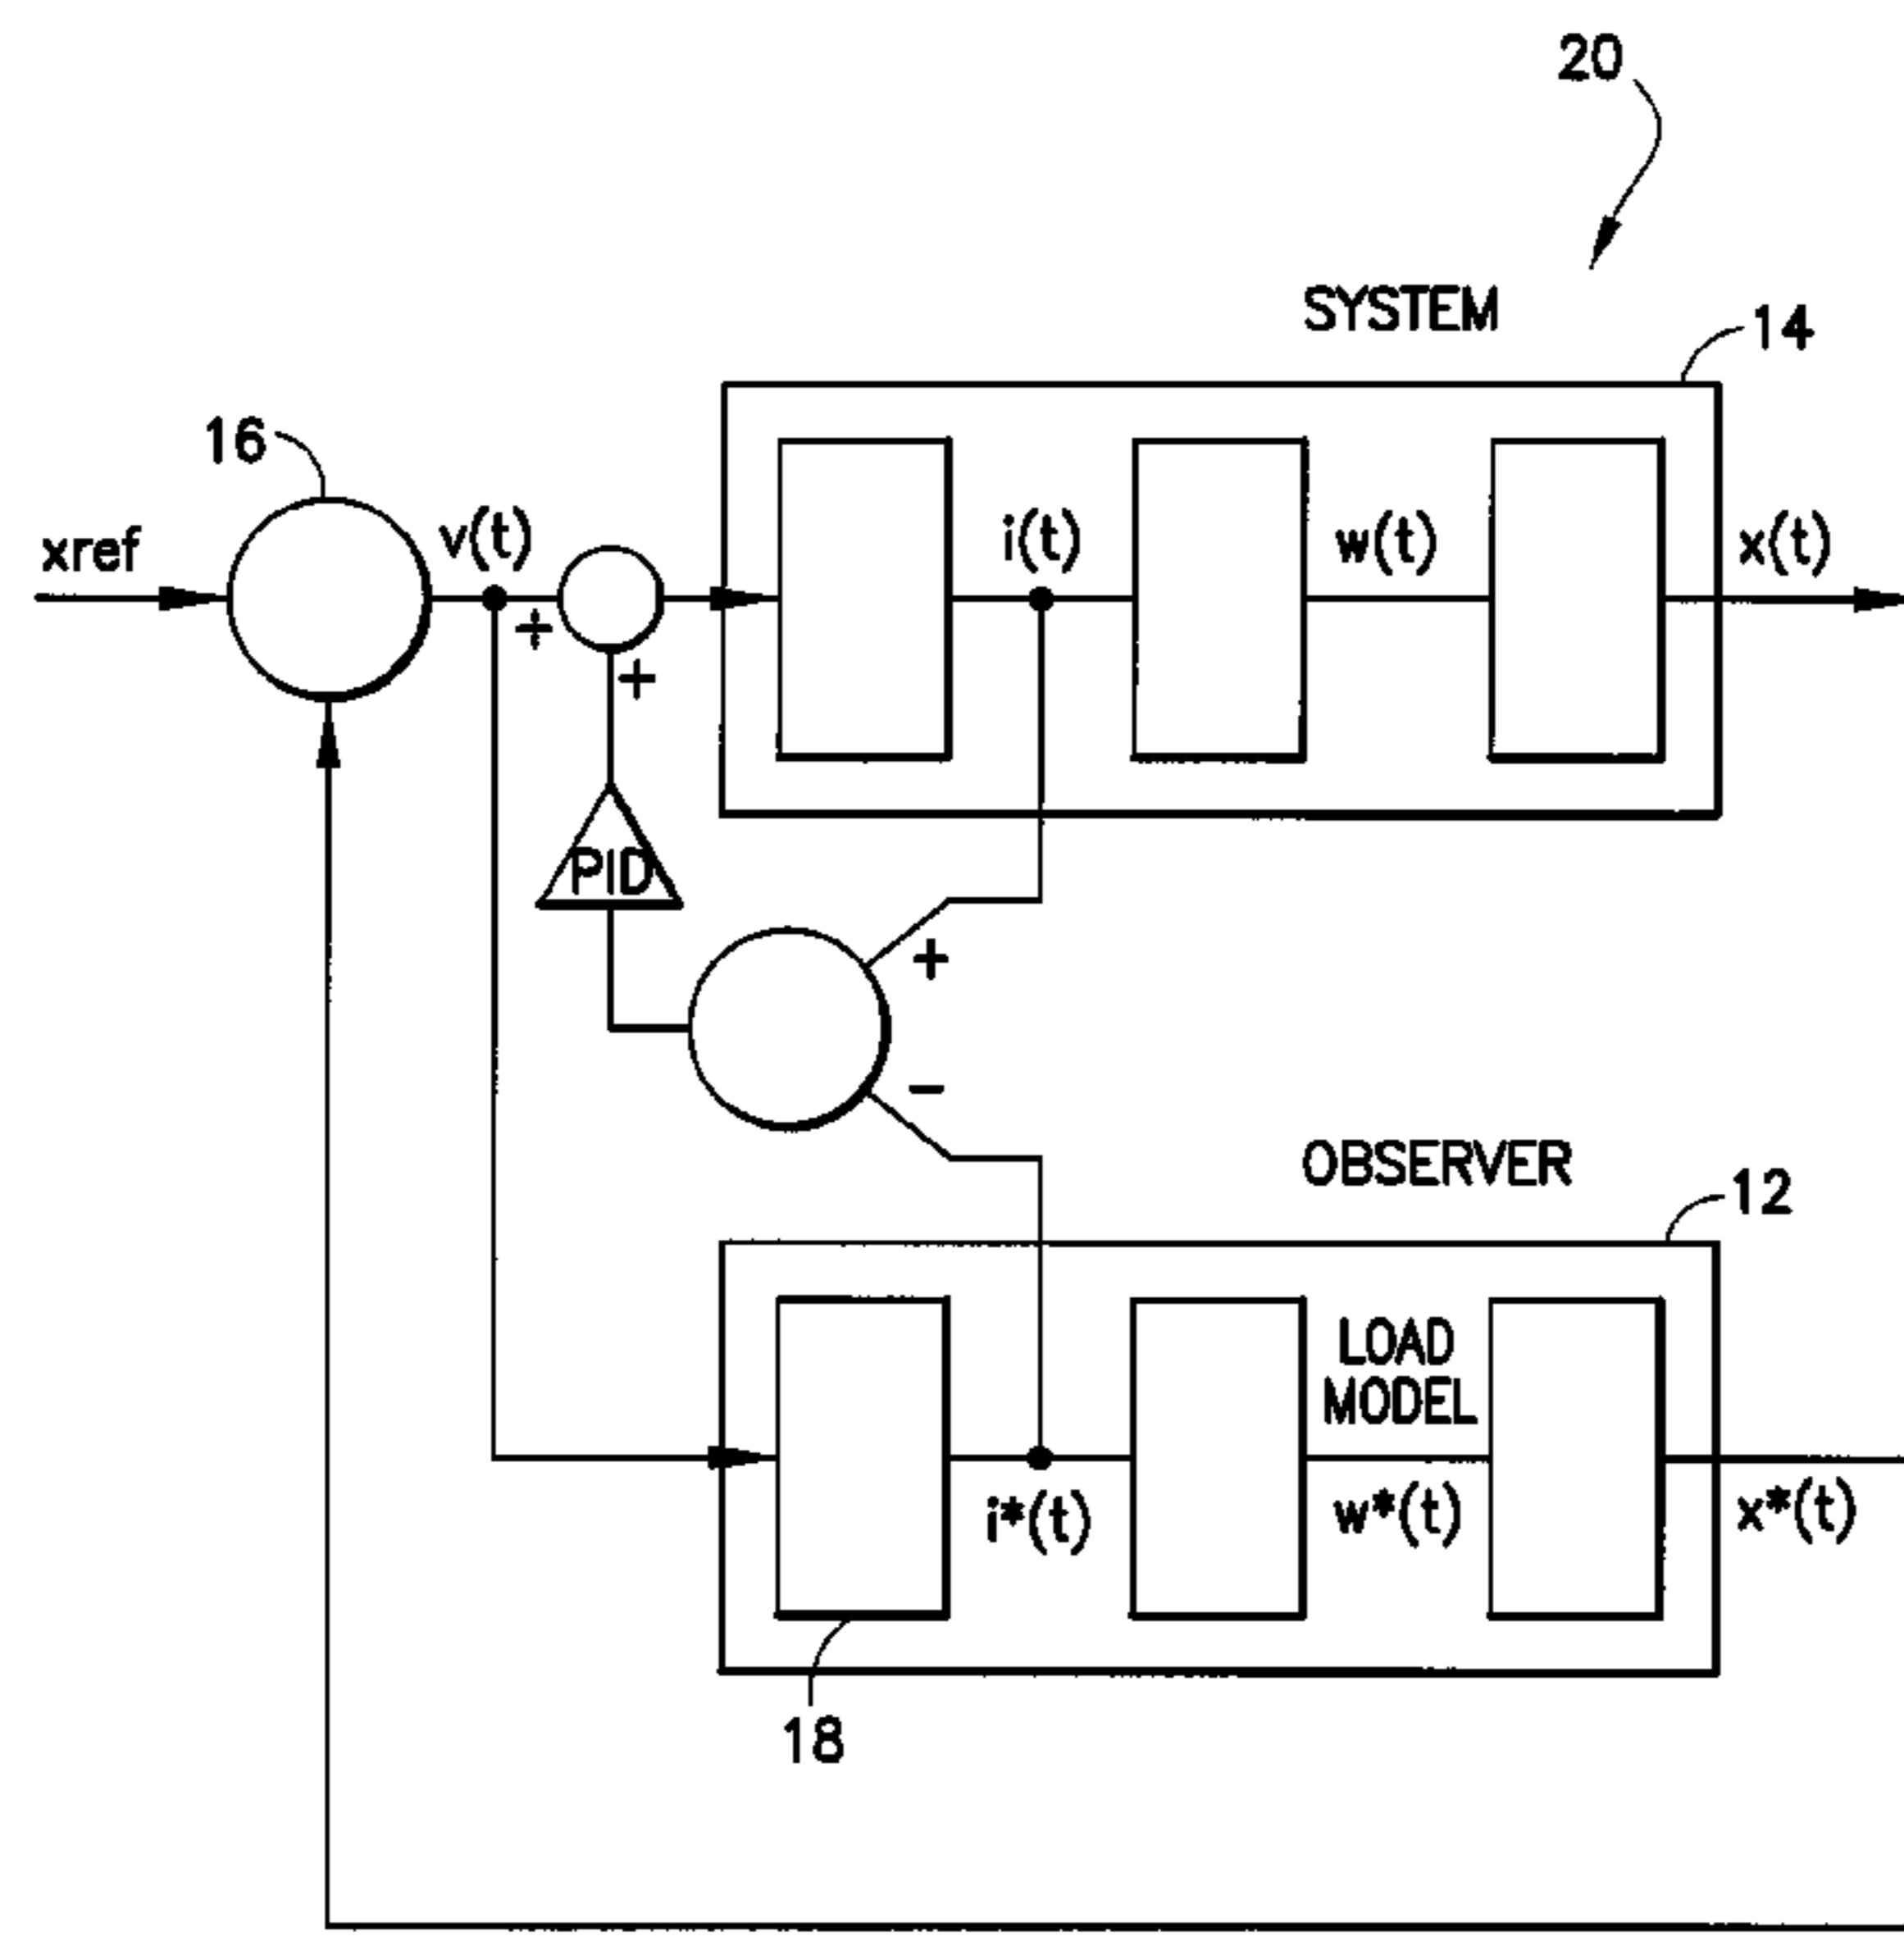 20
SYSTEM
14
16
xref
v(t)
i(t)
w(t)
x(t)
+
+
PID
+
−
OBSERVER
12
LOAD
MODEL
i*(t)
w*(t)
x*(t)
18